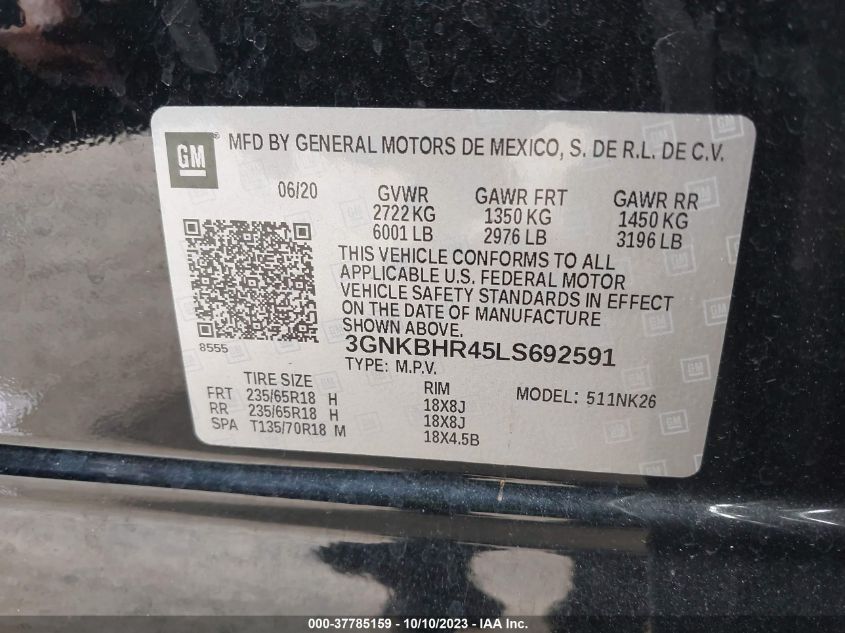 GM ® MFD BY GENERAL MOTORS DE MEXICO, S. DE R.L. DE C.V.
06/20 GVWR GAWR FRT GAWR RR
2722 KG 1350 KG 1450 KG
6001 LB 2976 LB 3196 LB
THIS VEHICLE CONFORMS TO ALL
APPLICABLE U.S. FEDERAL MOTOR
VEHICLE SAFETY STANDARDS IN EFFECT
ON THE DATE OF MANUFACTURE
SHOWN ABOVE.
8555
3GNKBHR45LS692591
TYPE: M.P.V.
TIRE SIZE RIM MODEL: 511NK26
FRT 235/65R18 H 18X8J
RR 235/65R18 H 18X8J
SPA T135/70R18 M 18X4.5B
000-37785159 - 10/10/2023 - IAA Inc.